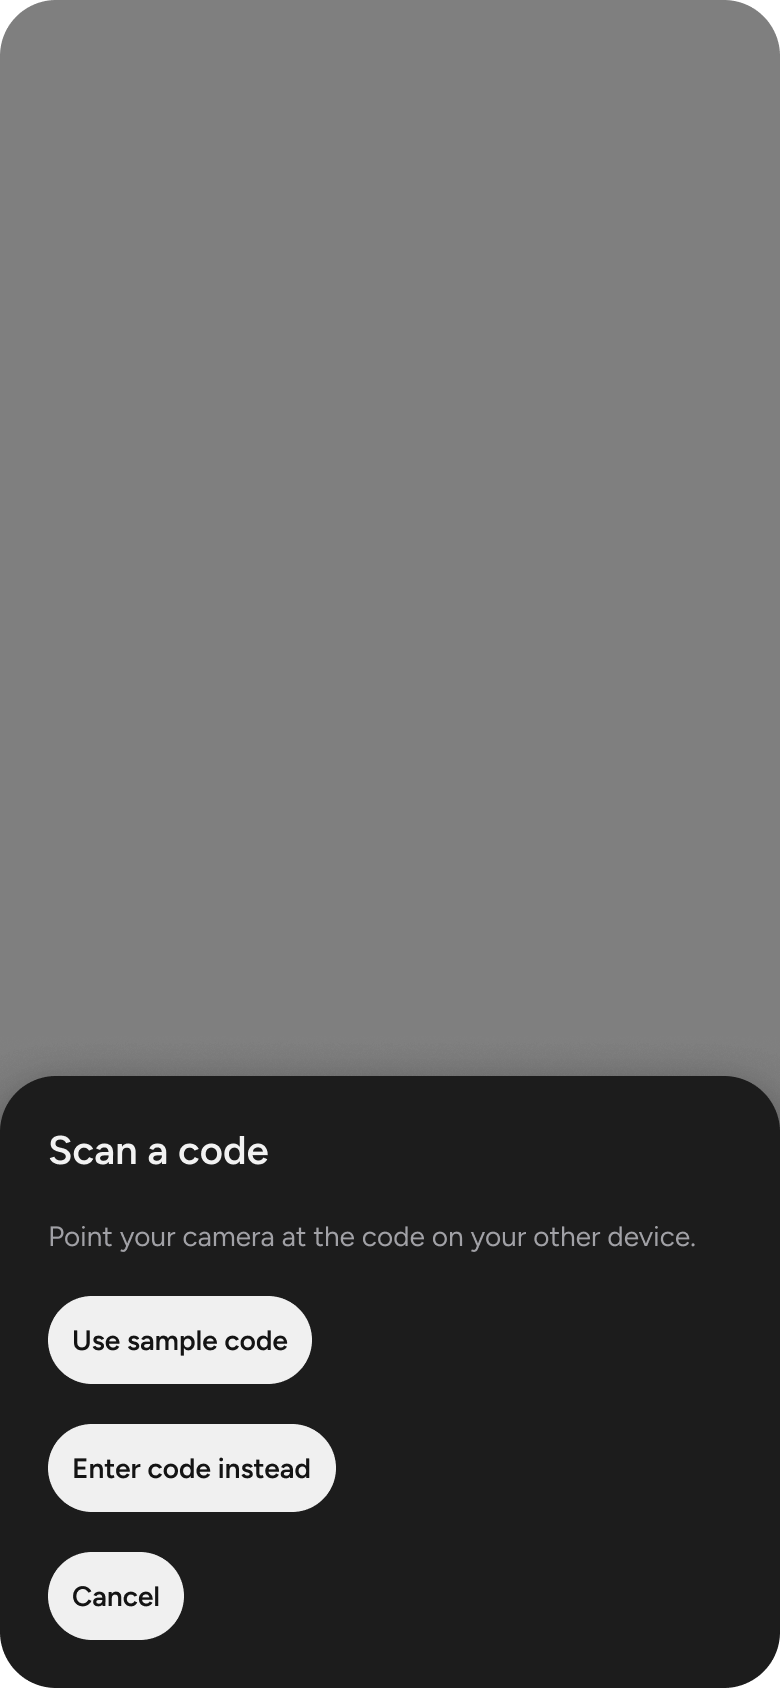 Scan a code
Point your camera at the code on your other device.
Use sample code
Enter code instead
Cancel